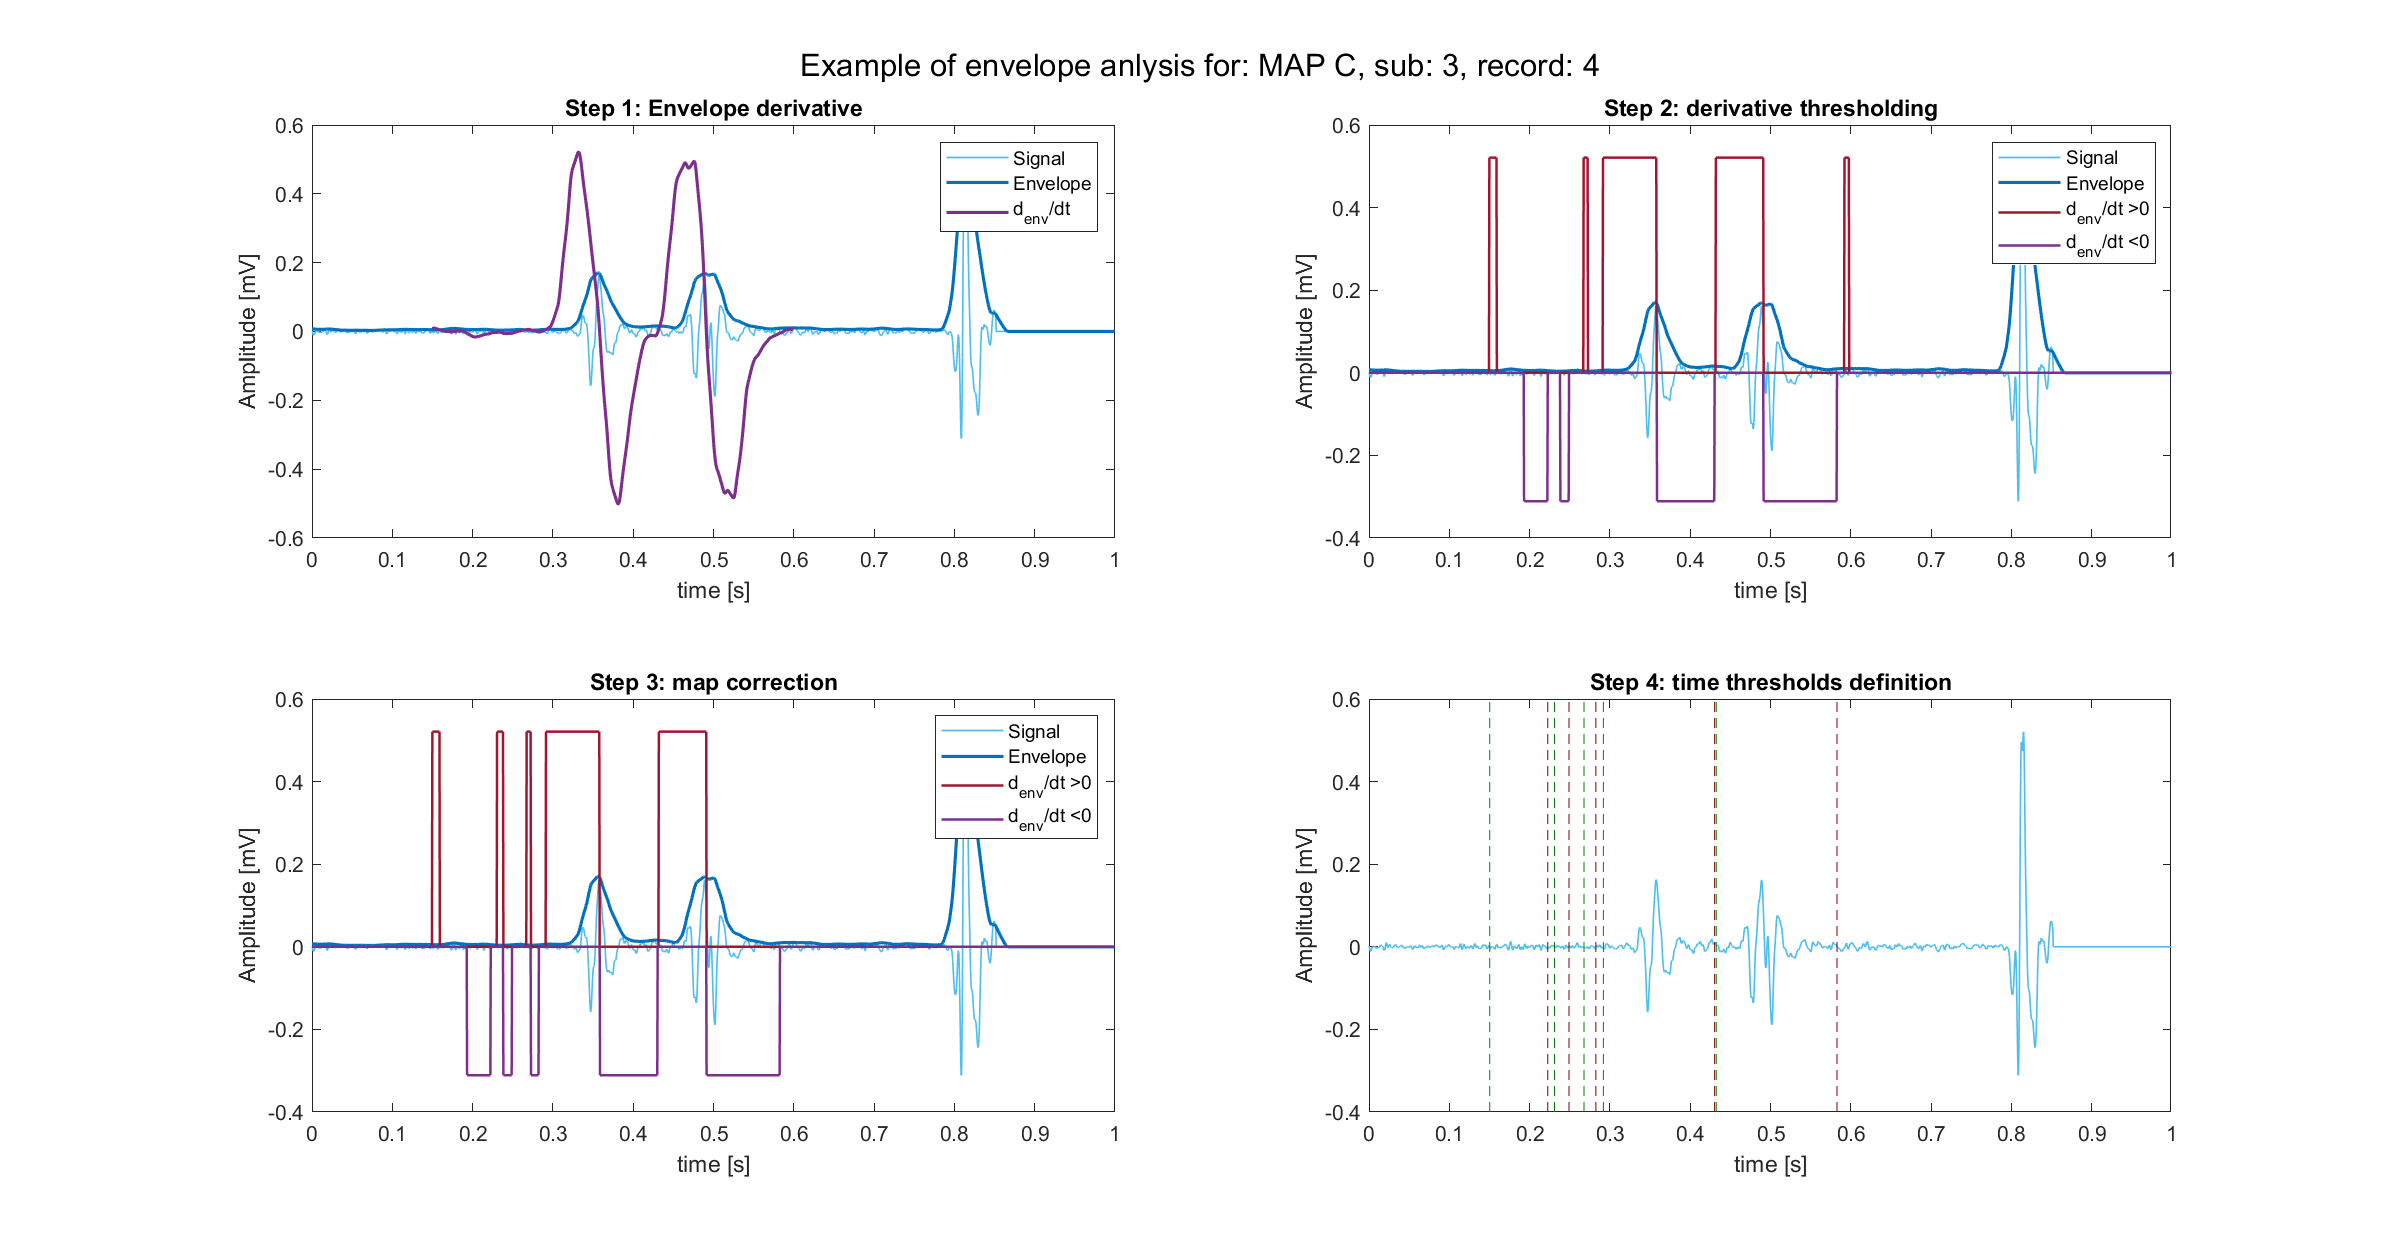 Example of envelope anlysis for: MAP C, sub: 3, record: 4
Step 1: Envelope derivative
0.6
0.4
0.2
0
-0.2
-0.4
-0.6
Amplitude [mV]
0 0.1 0.2 0.3 0.4 0.5 0.6 0.7 0.8 0.9 1
time [s]
Signal
Envelope
d_env/dt
Step 2: derivative thresholding
0.6
0.4
0.2
0
-0.2
-0.4
Amplitude [mV]
0 0.1 0.2 0.3 0.4 0.5 0.6 0.7 0.8 0.9 1
time [s]
Signal
Envelope
d_env/dt >0
d_env/dt <0
Step 3: map correction
0.6
0.4
0.2
0
-0.2
-0.4
Amplitude [mV]
0 0.1 0.2 0.3 0.4 0.5 0.6 0.7 0.8 0.9 1
time [s]
Signal
Envelope
d_env/dt >0
d_env/dt <0
Step 4: time thresholds definition
0.6
0.4
0.2
0
-0.2
-0.4
Amplitude [mV]
0 0.1 0.2 0.3 0.4 0.5 0.6 0.7 0.8 0.9 1
time [s]